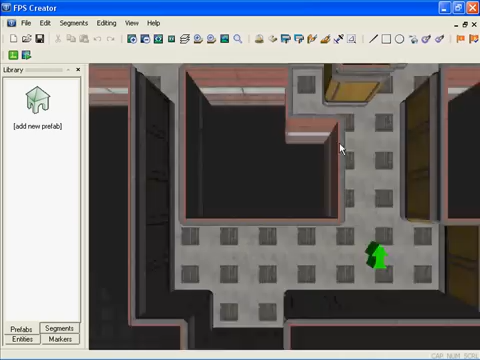 FPS Creator
File Edit Segments Editing View Help
Library
[add new prefab]
Prefabs Segments
Entities Markers
CAP NUM SCRL